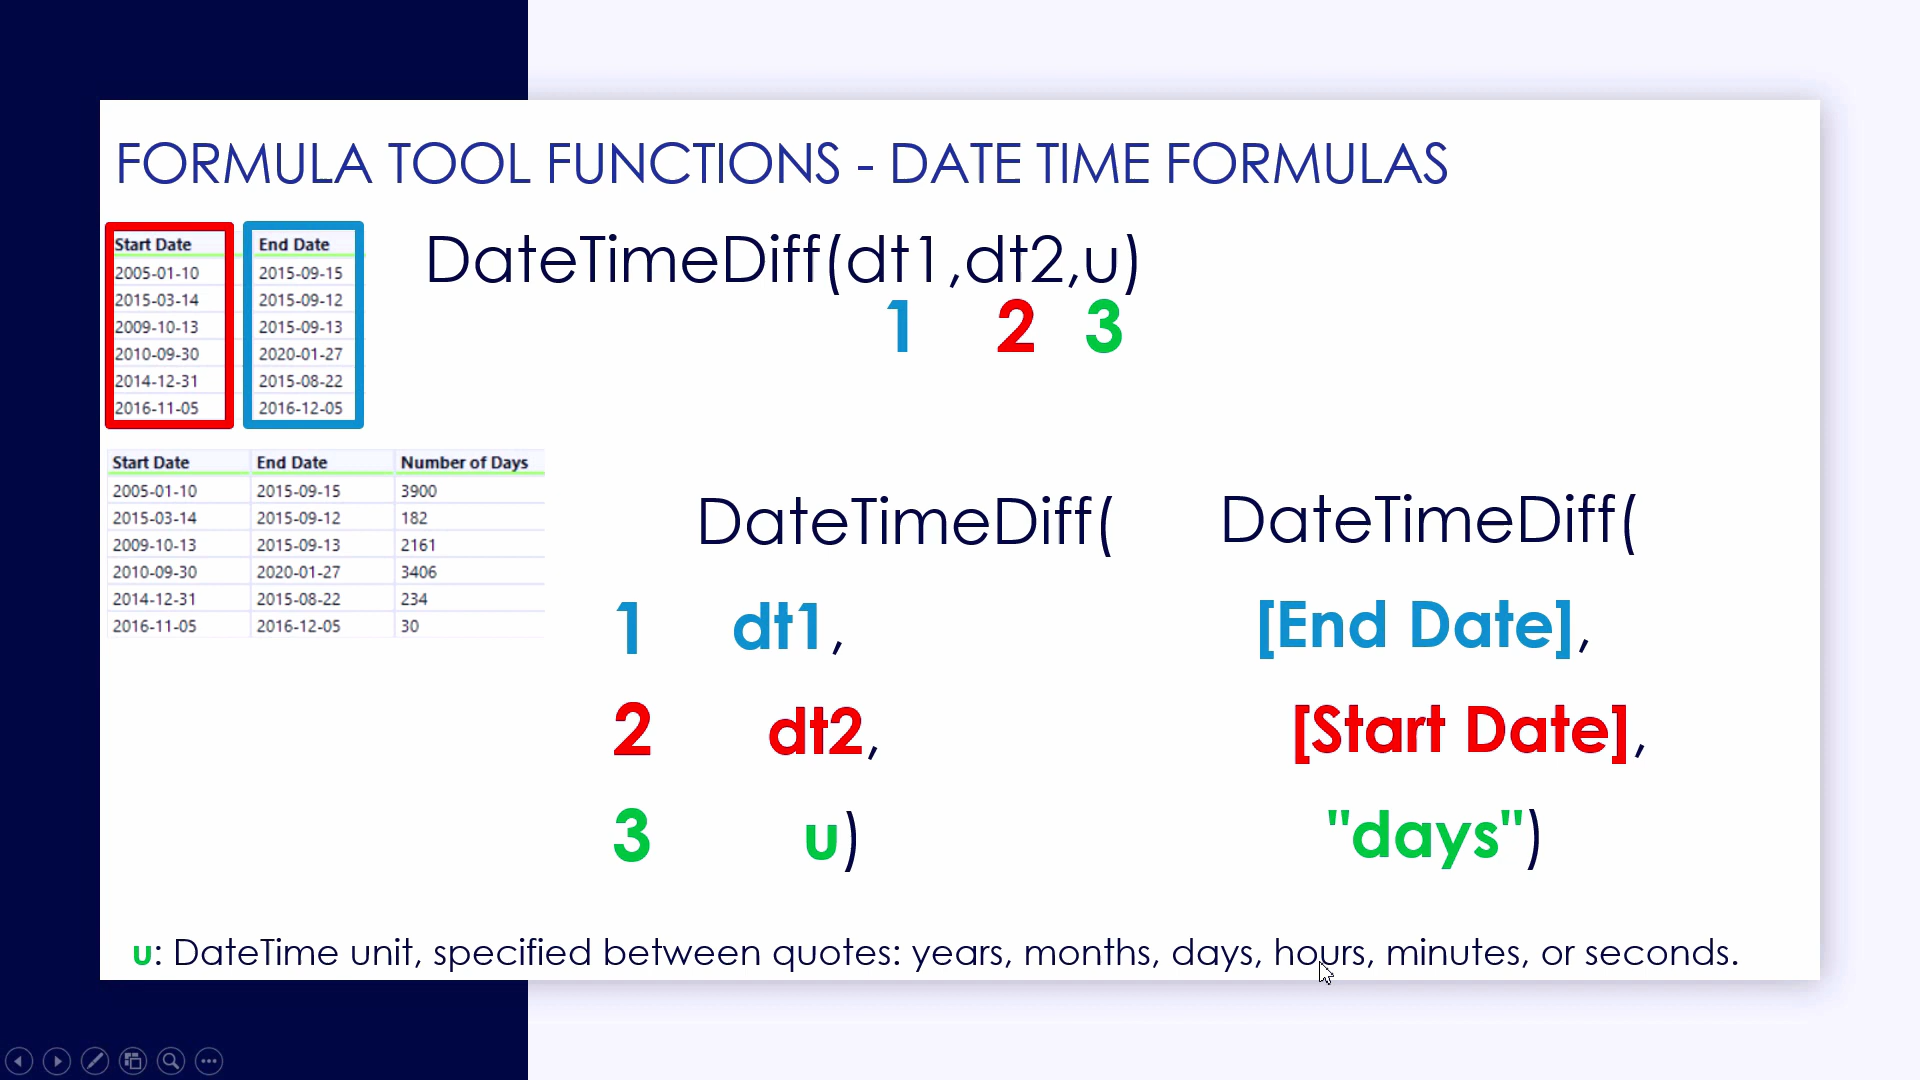 FORMULA TOOL FUNCTIONS - DATE TIME FORMULAS
Start Date End Date
2005-01-10 2015-09-15
2015-03-14 2015-09-12
2009-10-13 2015-09-13
2010-09-30 2020-01-27
2014-12-31 2015-08-22
2016-11-05 2016-12-05
DateTimeDiff(dt1,dt2,u)
1 2 3
Start Date End Date Number of Days
2005-01-10 2015-09-15 3900
2015-03-14 2015-09-12 182
2009-10-13 2015-09-13 2161
2010-09-30 2020-01-27 3406
2014-12-31 2015-08-22 234
2016-11-05 2016-12-05 30
DateTimeDiff(
1 dt1,
2 dt2,
3 u)
DateTimeDiff(
[End Date],
[Start Date],
"days")
u: DateTime unit, specified between quotes: years, months, days, hours, minutes, or seconds.